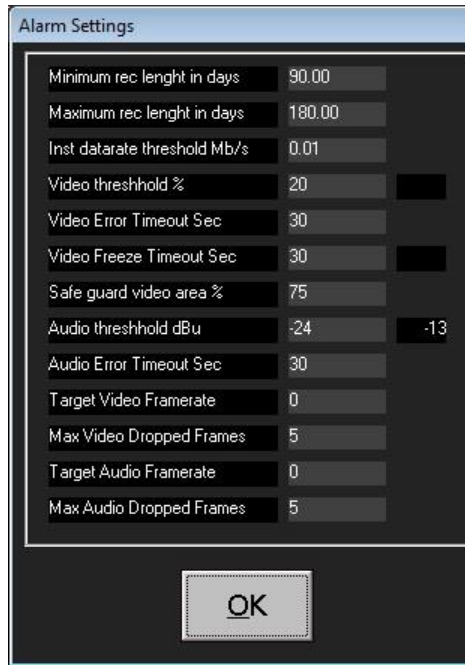 Alarm Settings
Minimum rec lenght in days 90.00
Maximum rec lenght in days 180.00
Inst datarate threshold Mb/s 0.01
Video threshhold % 20
Video Error Timeout Sec 30
Video Freeze Timeout Sec 30
Safe guard video area % 75
Audio threshhold dBu -24 -13
Audio Error Timeout Sec 30
Target Video Framerate 0
Max Video Dropped Frames 5
Target Audio Framerate 0
Max Audio Dropped Frames 5
OK